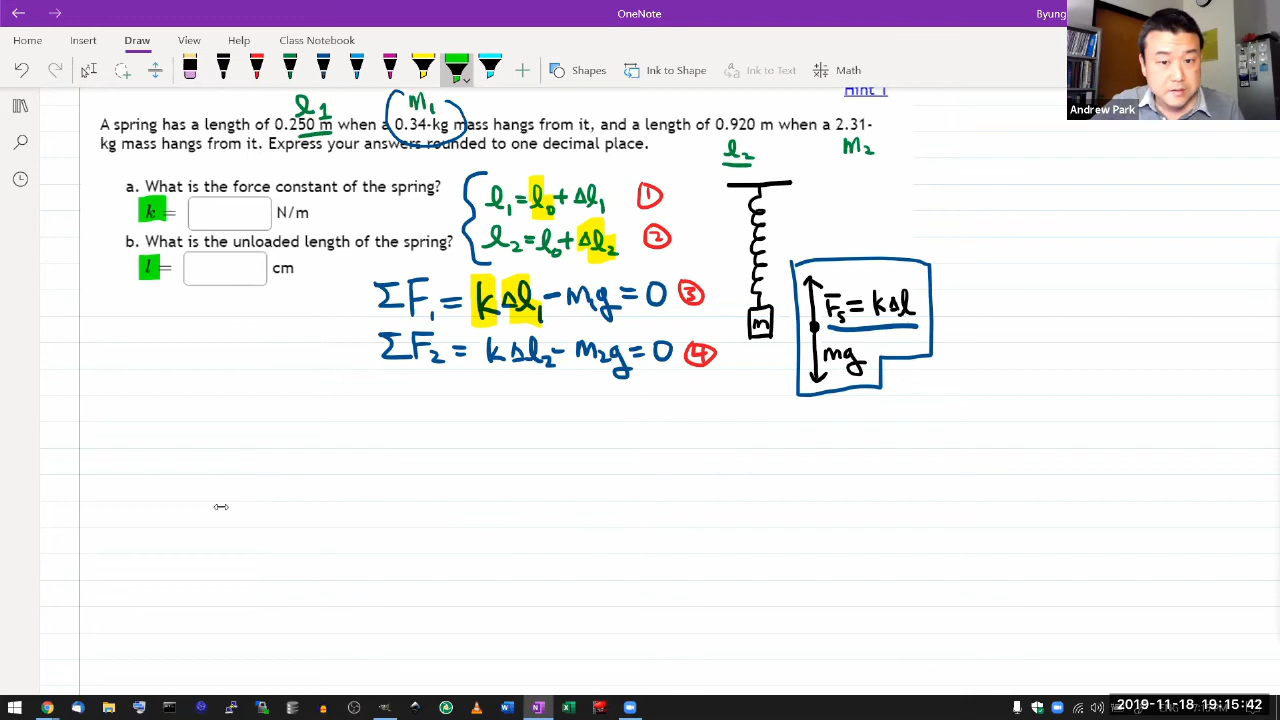 OneNote
Byung
Home Insert Draw View Help Class Notebook
Shapes Ink to Shape Ink to Text Math
Andrew Park
Hint 1
l1 m1
A spring has a length of 0.250 m when a 0.34-kg mass hangs from it, and a length of 0.920 m when a 2.31-
kg mass hangs from it. Express your answers rounded to one decimal place.
l2 m2
a. What is the force constant of the spring?
k = N/m
b. What is the unloaded length of the spring?
l = cm
l1 = l0 + Δl1 ①
l2 = l0 + Δl2 ②
ΣF1 = kΔl1 - m1g = 0 ③
ΣF2 = kΔl2 - m2g = 0 ④
m
Fs = kΔl
mg
2019-11-18 19:15:42